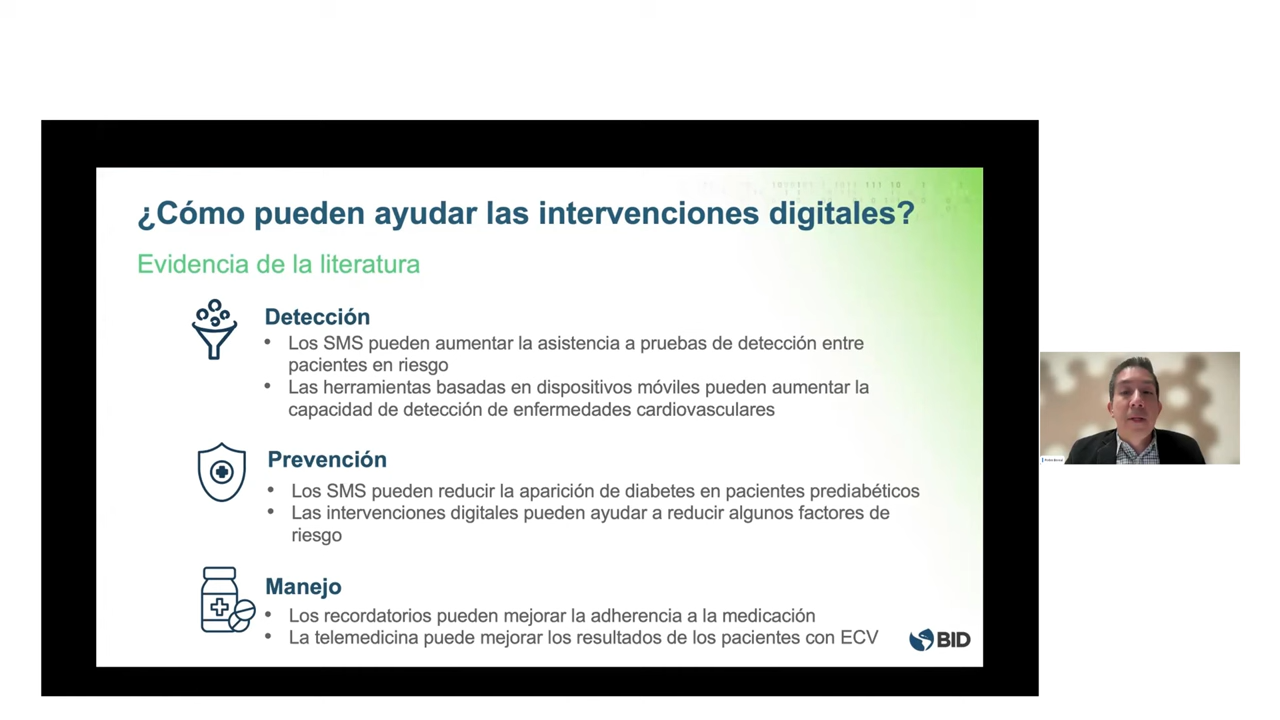 ¿Cómo pueden ayudar las intervenciones digitales?
Evidencia de la literatura
Detección
• Los SMS pueden aumentar la asistencia a pruebas de detección entre
pacientes en riesgo
• Las herramientas basadas en dispositivos móviles pueden aumentar la
capacidad de detección de enfermedades cardiovasculares
Prevención
• Los SMS pueden reducir la aparición de diabetes en pacientes prediabéticos
• Las intervenciones digitales pueden ayudar a reducir algunos factores de
riesgo
Manejo
• Los recordatorios pueden mejorar la adherencia a la medicación
• La telemedicina puede mejorar los resultados de los pacientes con ECV
BID